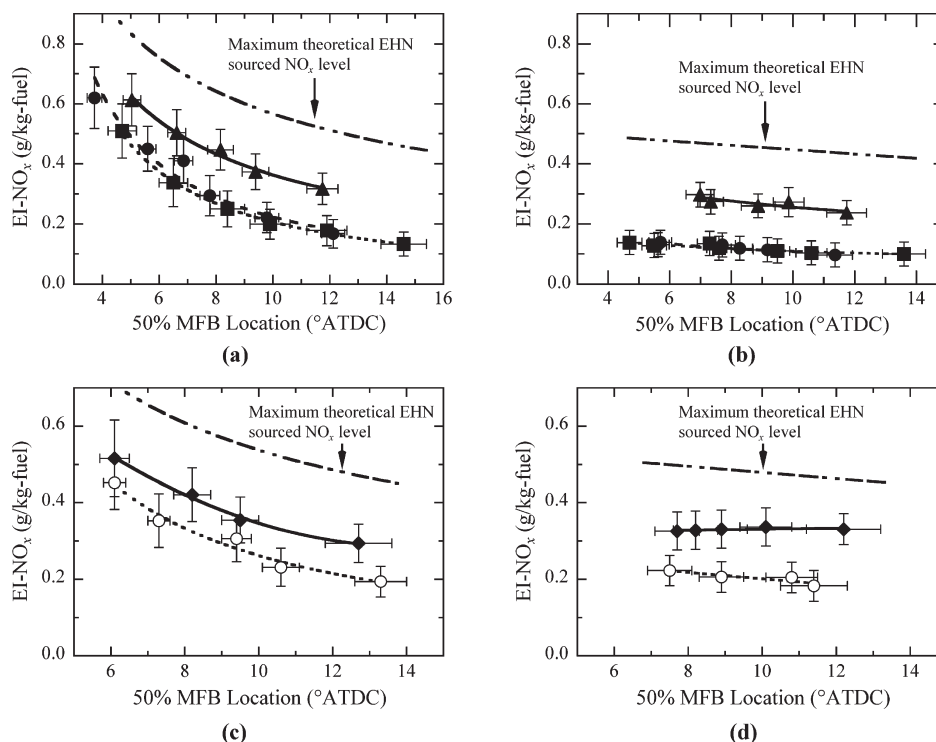 0.8
0.6
0.4
0.2
0.0
EI-NOx (g/kg-fuel)
Maximum theoretical EHN
sourced NOx level
4 6 8 10 12 14 16
50% MFB Location (°ATDC)
(a)
0.8
0.6
0.4
0.2
0.0
EI-NOx (g/kg-fuel)
Maximum theoretical EHN
sourced NOx level
4 6 8 10 12 14
50% MFB Location (°ATDC)
(b)
0.6
0.4
0.2
0.0
EI-NOx (g/kg-fuel)
Maximum theoretical EHN
sourced NOx level
6 8 10 12 14
50% MFB Location (°ATDC)
(c)
0.6
0.4
0.2
0.0
EI-NOx (g/kg-fuel)
Maximum theoretical EHN
sourced NOx level
6 8 10 12 14
50% MFB Location (°ATDC)
(d)